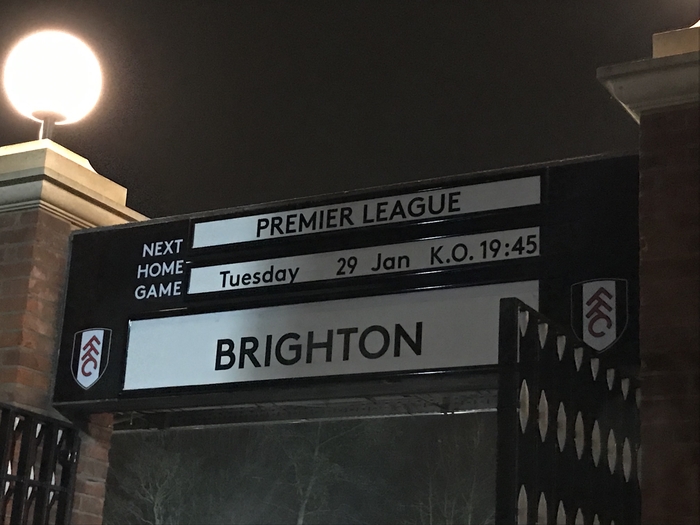 PREMIER LEAGUE
NEXT
HOME
GAME
Tuesday 29 Jan K.O. 19:45
BRIGHTON
FFC
FFC